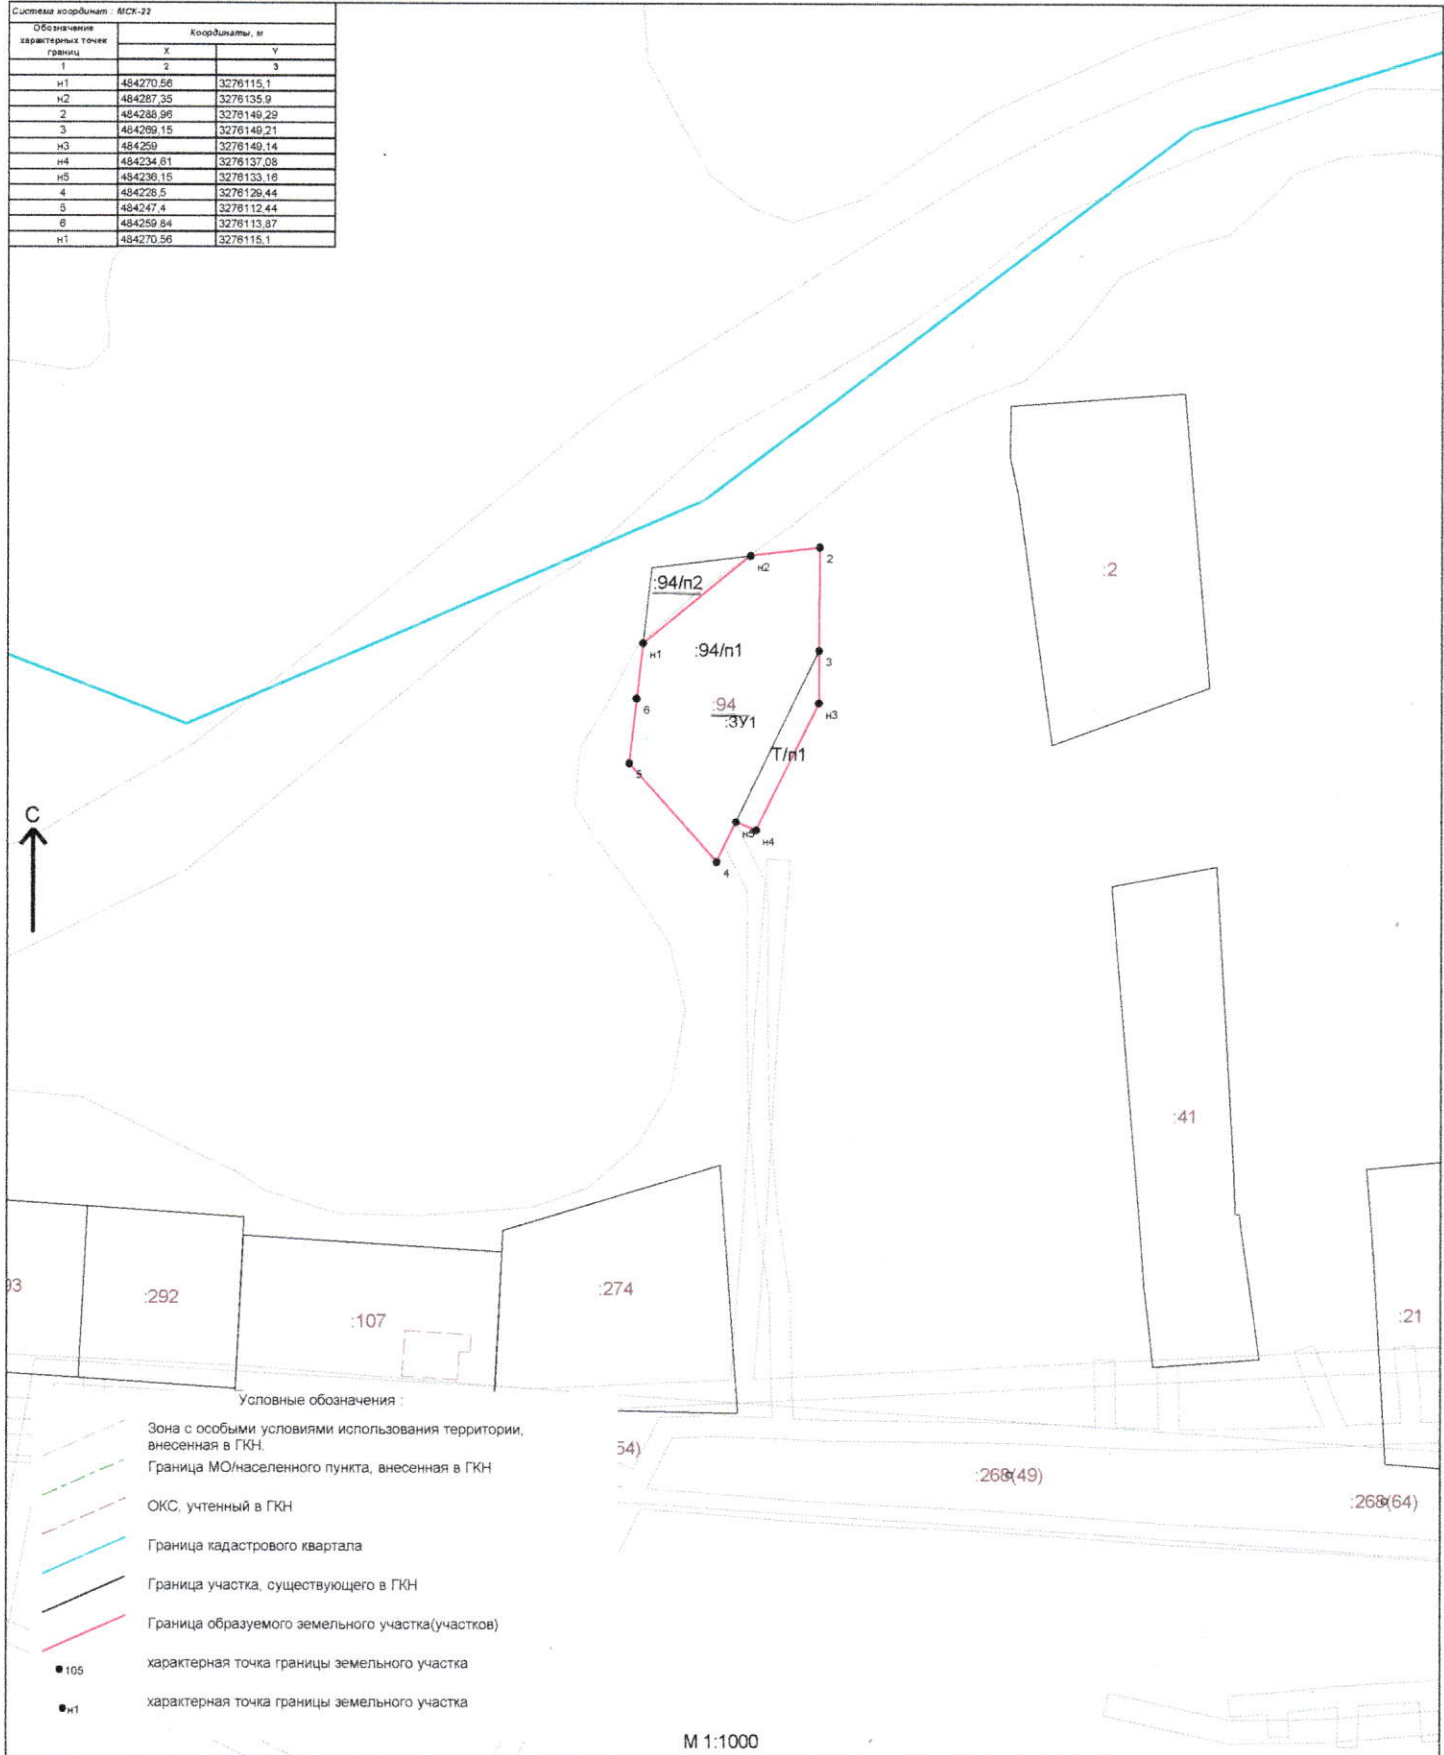 Система координат : МСК-22
Обозначение характерных точек границ
Координаты, м
X Y
1 2 3
н1 484270,56 3276115,1
н2 484287,35 3276135,9
2 484288,96 3276149,29
3 484269,15 3276149,21
н3 484259 3276149,14
н4 484234,61 3276137,08
н5 484236,15 3276133,16
4 484228,5 3276129,44
5 484247,4 3276112,44
6 484259,84 3276113,87
н1 484270,56 3276115,1
:2
н2
2
:94/п2
н1
:94/п1
3
6
:94
:ЗУ1
н3
Т/п1
5
С
н5
н4
4
:41
93
:292
:107
:274
:21
Условные обозначения :
Зона с особыми условиями использования территории,
внесенная в ГКН.
Граница МО/населенного пункта, внесенная в ГКН
ОКС, учтенный в ГКН
Граница кадастрового квартала
Граница участка, существующего в ГКН
Граница образуемого земельного участка(участков)
105 характерная точка границы земельного участка
н1 характерная точка границы земельного участка
54)
:268(49)
:268(64)
М 1:1000